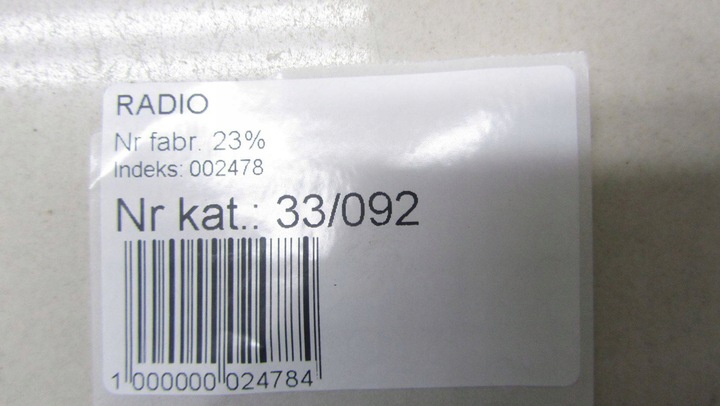 RADIO
Nr fabr. 23%
Indeks: 002478
Nr kat.: 33/092
1 000000 024784